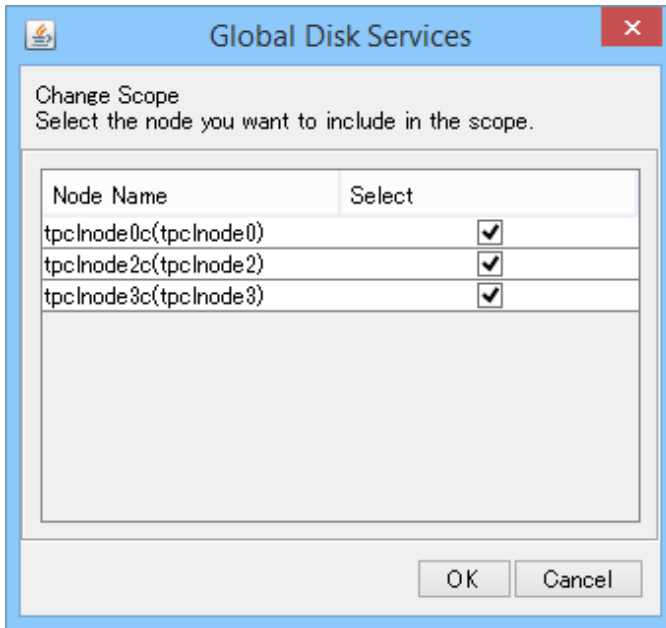 Global Disk Services
Change Scope
Select the node you want to include in the scope.
Node Name Select
tpclnode0c(tpclnode0)
tpclnode2c(tpclnode2)
tpclnode3c(tpclnode3)
OK Cancel